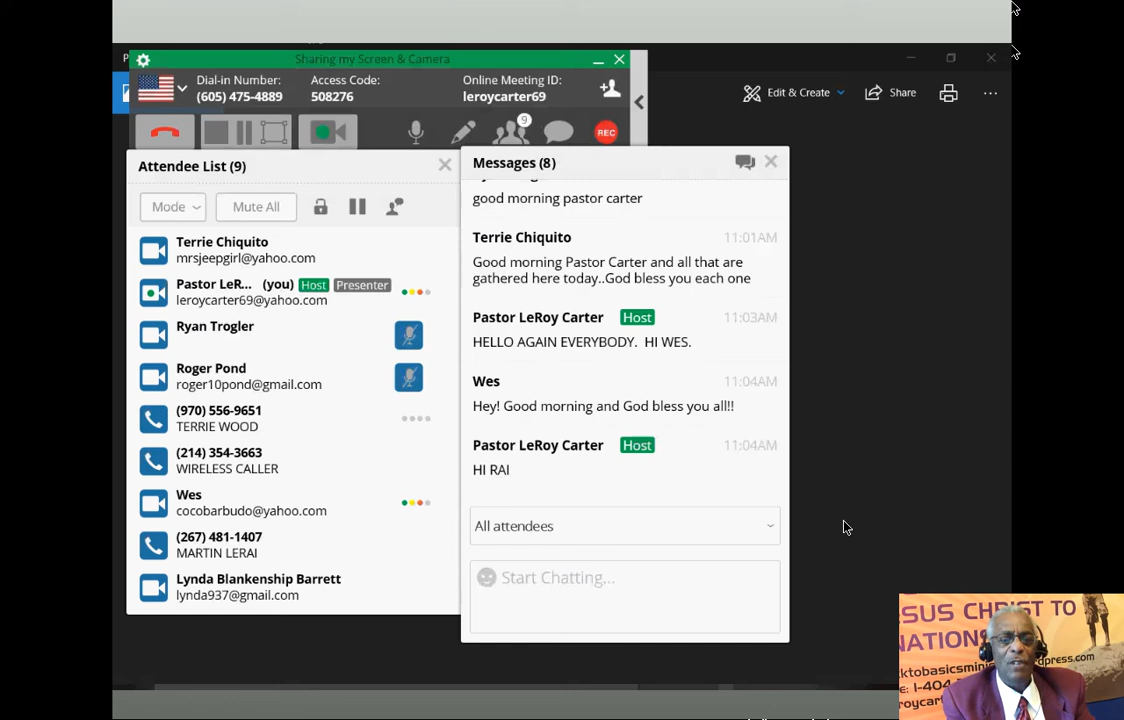 Sharing my Screen & Camera
Dial-in Number:
(605) 475-4889
Access Code:
508276
Online Meeting ID:
leroycarter69
Edit & Create
Share
9
REC
Attendee List (9)
Mode
Mute All
Terrie Chiquito
mrsjeepgirl@yahoo.com
Pastor LeR... (you) Host Presenter
leroycarter69@yahoo.com
Ryan Trogler
Roger Pond
roger10pond@gmail.com
(970) 556-9651
TERRIE WOOD
(214) 354-3663
WIRELESS CALLER
Wes
cocobarbudo@yahoo.com
(267) 481-1407
MARTIN LERAI
Lynda Blankenship Barrett
lynda937@gmail.com
Messages (8)
good morning pastor carter
Terrie Chiquito 11:01AM
Good morning Pastor Carter and all that are
gathered here today..God bless you each one
Pastor LeRoy Carter Host 11:03AM
HELLO AGAIN EVERYBODY. HI WES.
Wes 11:04AM
Hey! Good morning and God bless you all!!
Pastor LeRoy Carter Host 11:04AM
HI RAI
All attendees
Start Chatting...
SUS CHRIST TO
NATIONS